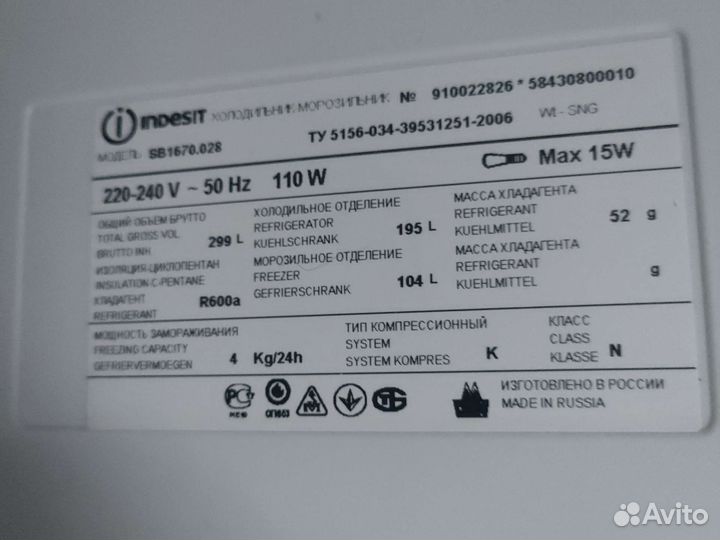 INDESIT ХОЛОДИЛЬНИК МОРОЗИЛЬНИК № 910022826 * 58430800010
МОДЕЛЬ SB1670.028 ТУ 5156-034-39531251-2006 Wt - SNG
220-240 V ~ 50 Hz 110 W Max 15W
ОБЩИЙ ОБЪЕМ БРУТТО
TOTAL GROSS VOL 299 L
BRUTTO INH
ИЗОЛЯЦИЯ-ЦИКЛОПЕНТАН
INSULATION-C-PENTANE
ХЛАДАГЕНТ R600a
REFRIGERANT
ХОЛОДИЛЬНОЕ ОТДЕЛЕНИЕ
REFRIGERATOR 195 L
KUEHLSCHRANK
МОРОЗИЛЬНОЕ ОТДЕЛЕНИЕ
FREEZER 104 L
GEFRIERSCHRANK
МАССА ХЛАДАГЕНТА
REFRIGERANT 52 g
KUEHLMITTEL
МАССА ХЛАДАГЕНТА
REFRIGERANT g
KUEHLMITTEL
МОЩНОСТЬ ЗАМОРАЖИВАНИЯ
FREEZING CAPACITY 4 Kg/24h
GEFRIERVERMOEGEN
ТИП КОМПРЕССИОННЫЙ
SYSTEM K
SYSTEM KOMPRES
КЛАСС
CLASS N
KLASSE
РСТ
ИЗГОТОВЛЕНО В РОССИИ
MADE IN RUSSIA
Avito